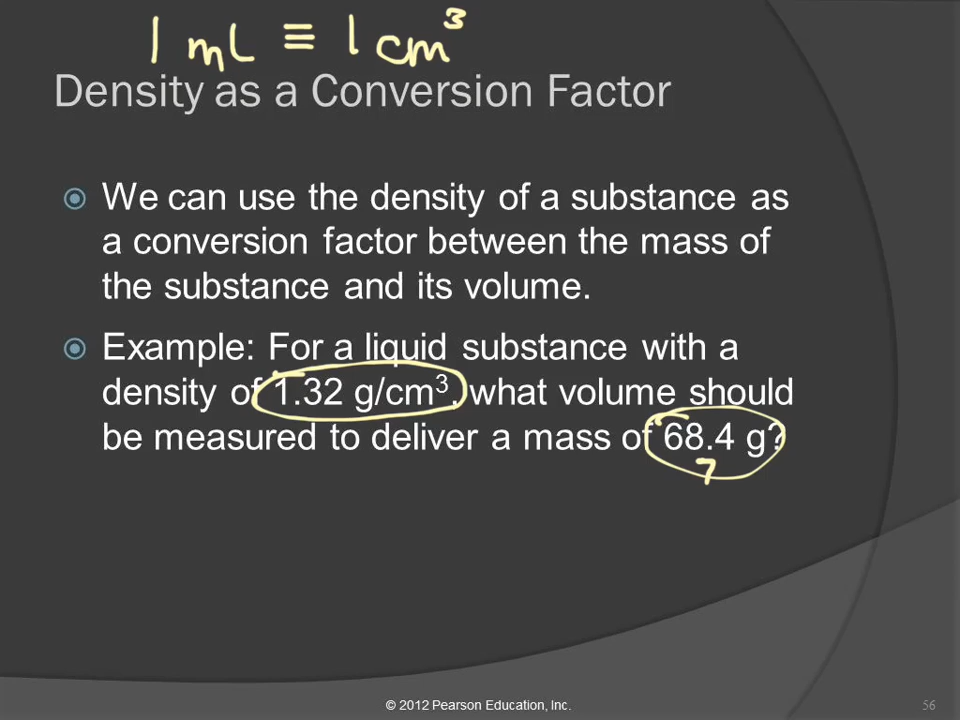 1 mL ≡ 1 cm³
Density as a Conversion Factor
We can use the density of a substance as
a conversion factor between the mass of
the substance and its volume.
Example: For a liquid substance with a
density of 1.32 g/cm³, what volume should
be measured to deliver a mass of 68.4 g?
7
© 2012 Pearson Education, Inc.
56